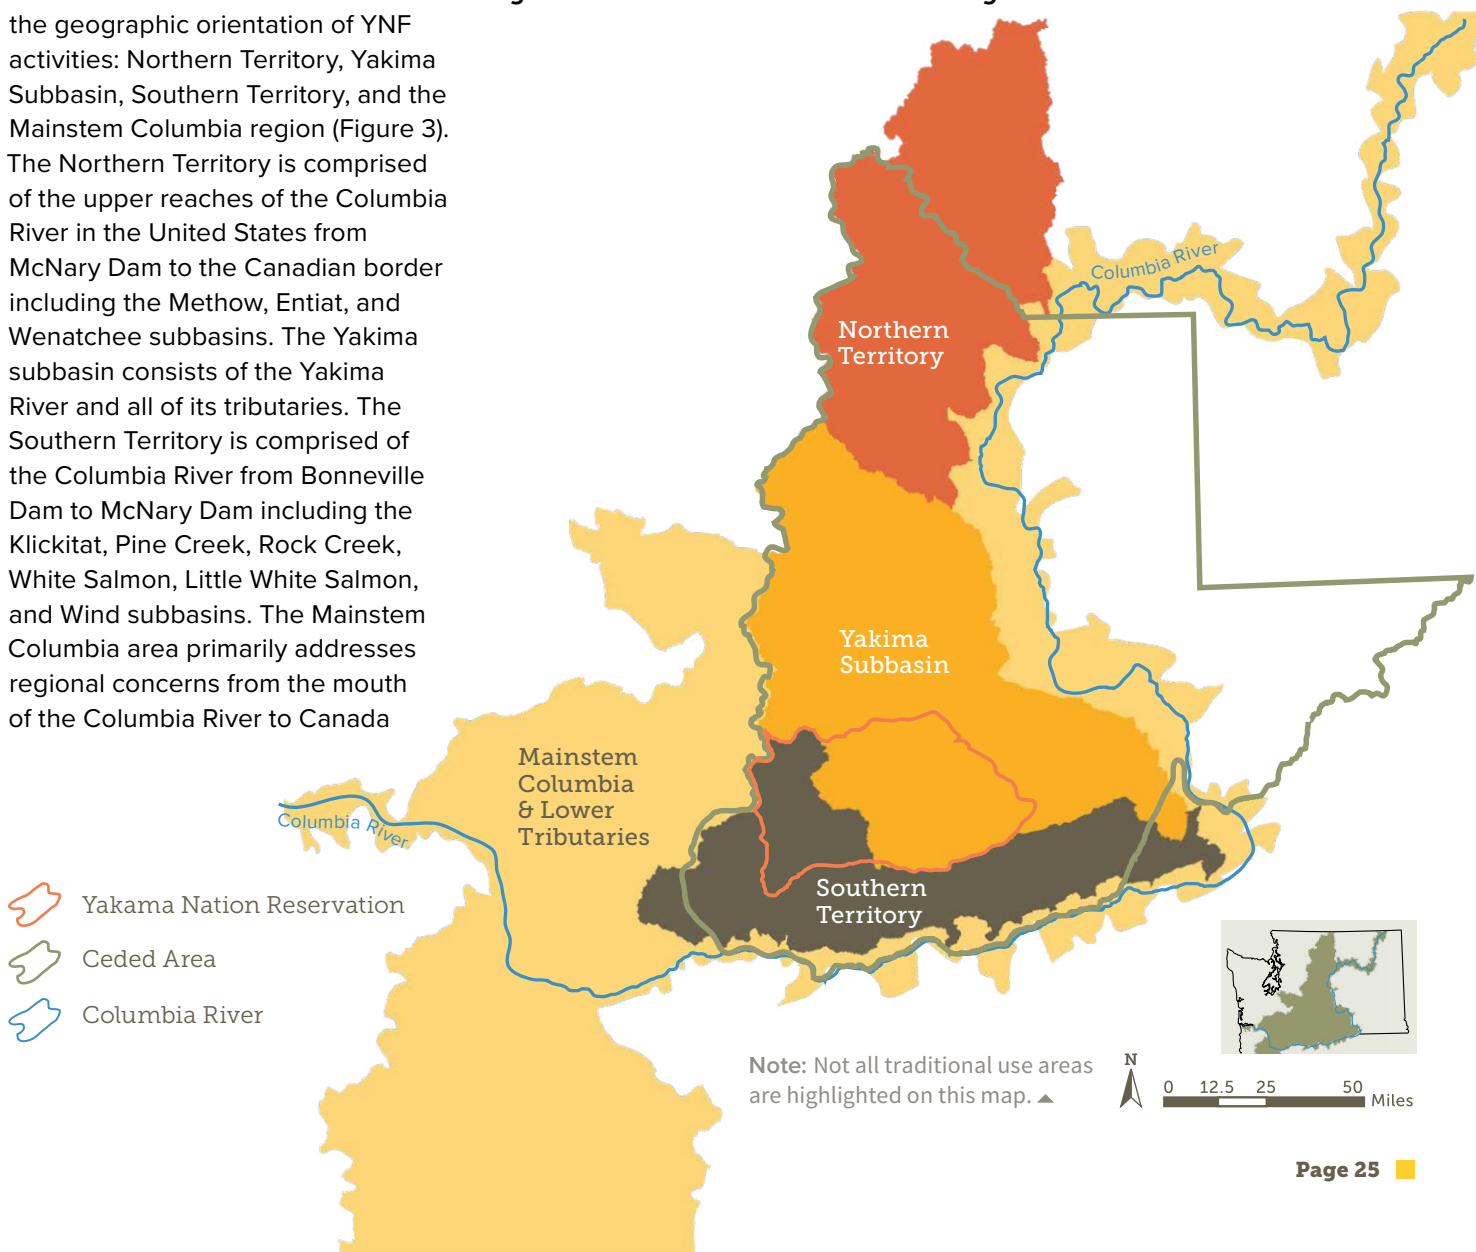 the geographic orientation of YNF
activities: Northern Territory, Yakima
Subbasin, Southern Territory, and the
Mainstem Columbia region (Figure 3).
The Northern Territory is comprised
of the upper reaches of the Columbia
River in the United States from
McNary Dam to the Canadian border
including the Methow, Entiat, and
Wenatchee subbasins. The Yakima
subbasin consists of the Yakima
River and all of its tributaries. The
Southern Territory is comprised of
the Columbia River from Bonneville
Dam to McNary Dam including the
Klickitat, Pine Creek, Rock Creek,
White Salmon, Little White Salmon,
and Wind subbasins. The Mainstem
Columbia area primarily addresses
regional concerns from the mouth
of the Columbia River to Canada
Columbia River
Northern
Territory
Yakima
Subbasin
Mainstem
Columbia
& Lower
Tributaries
Columbia River
Southern
Territory
Yakama Nation Reservation
Ceded Area
Columbia River
Note: Not all traditional use areas
are highlighted on this map.
N
0 12.5 25 50
Miles
Page 25